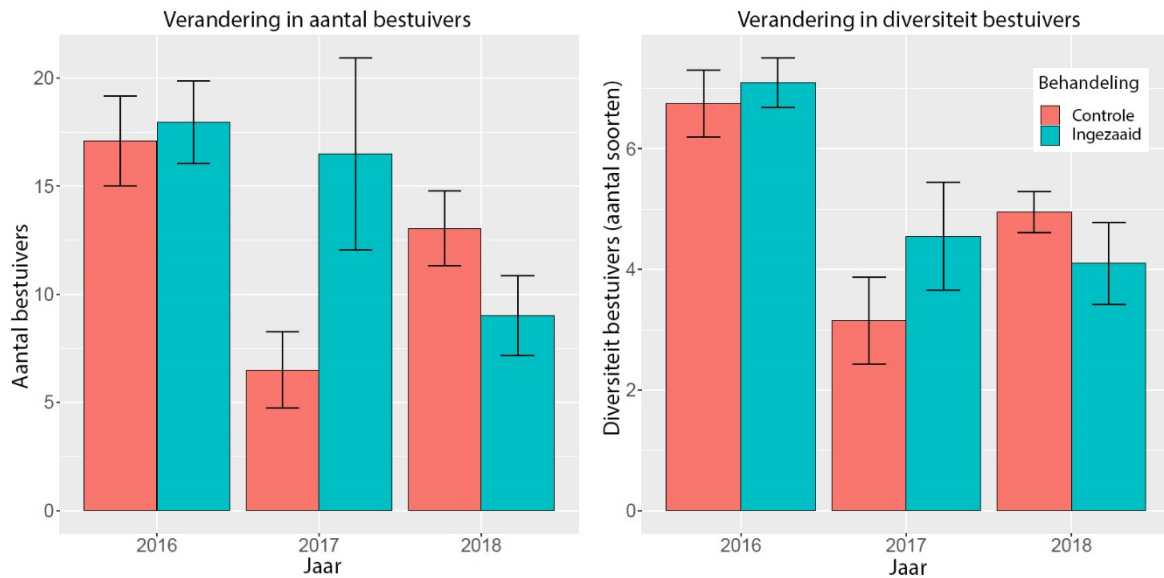 Verandering in aantal bestuivers
Aantal bestuivers
20
15
10
5
0
2016 2017 2018
Jaar
Verandering in diversiteit bestuivers
Diversiteit bestuivers (aantal soorten)
6
4
2
0
Behandeling
Controle
Ingezaaid
2016 2017 2018
Jaar